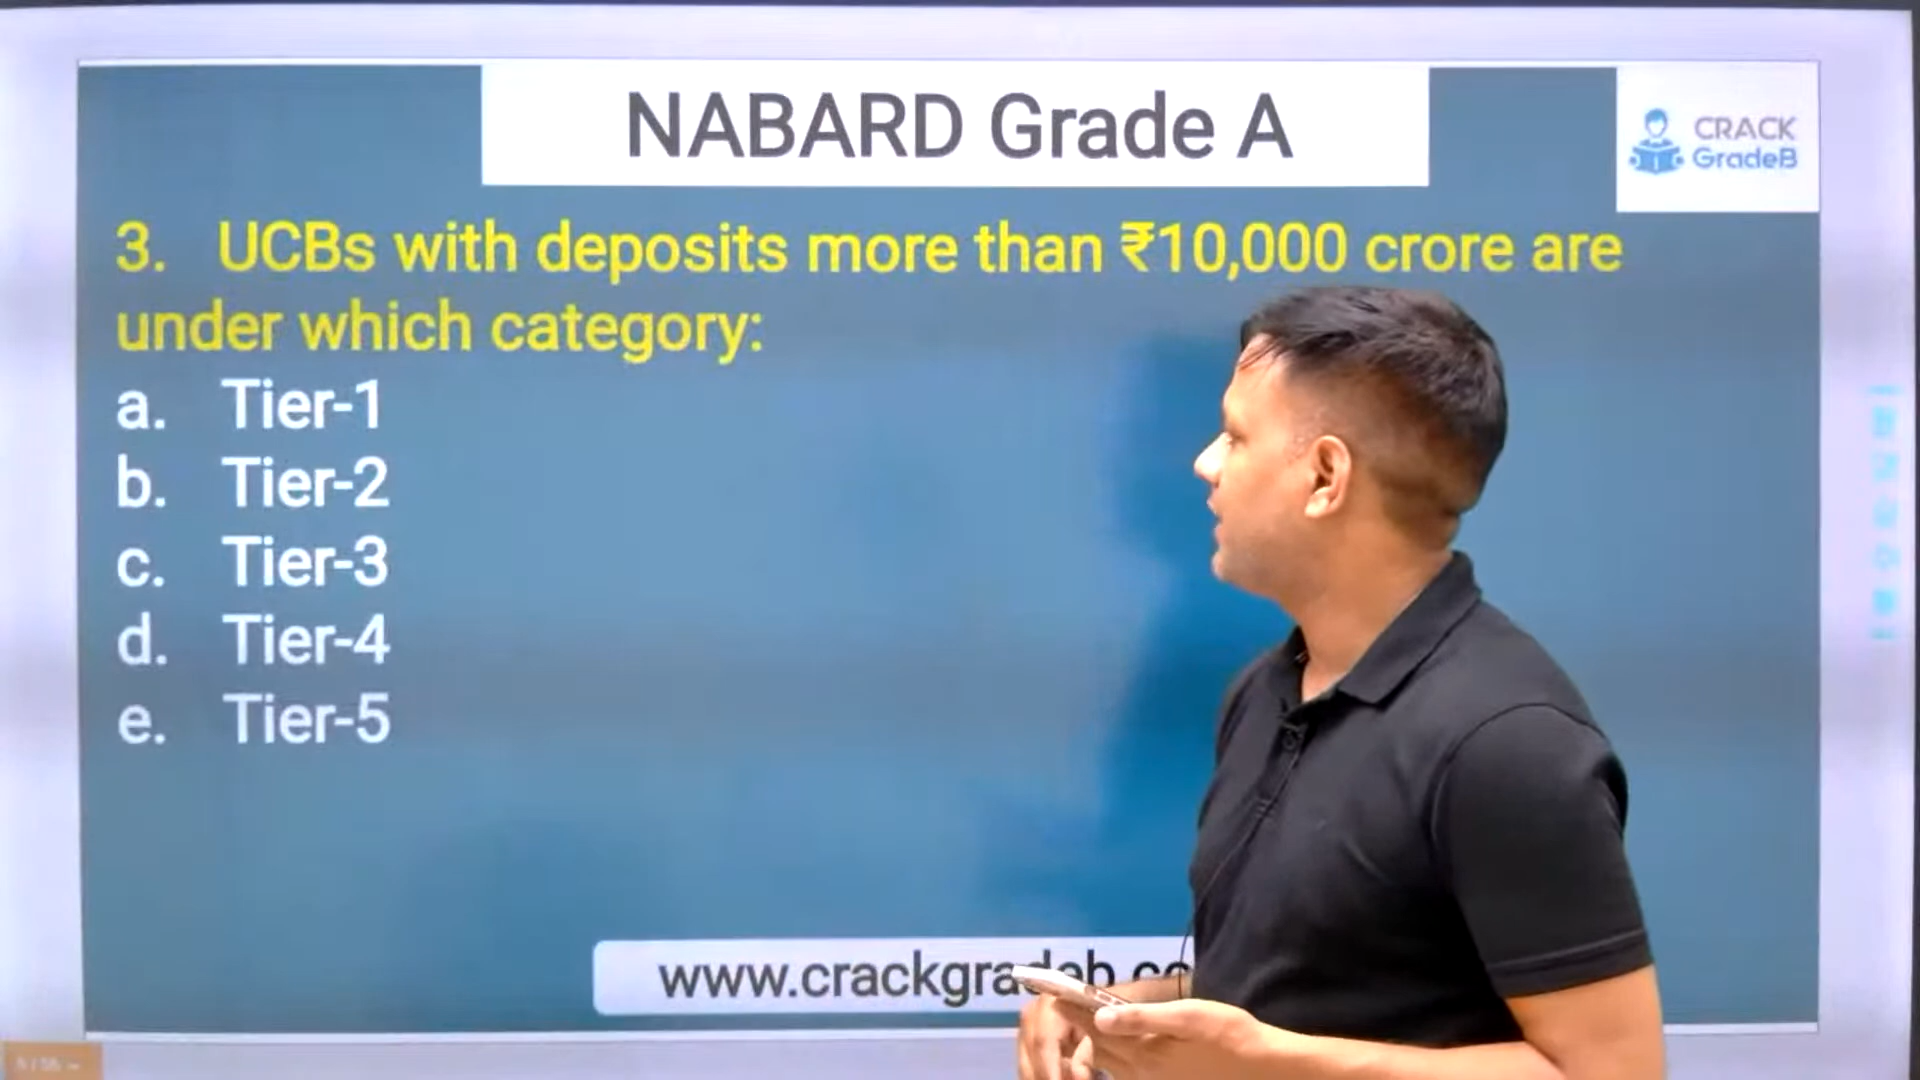 NABARD Grade A
CRACK
GradeB
3. UCBs with deposits more than ₹10,000 crore are
under which category:
a. Tier-1
b. Tier-2
c. Tier-3
d. Tier-4
e. Tier-5